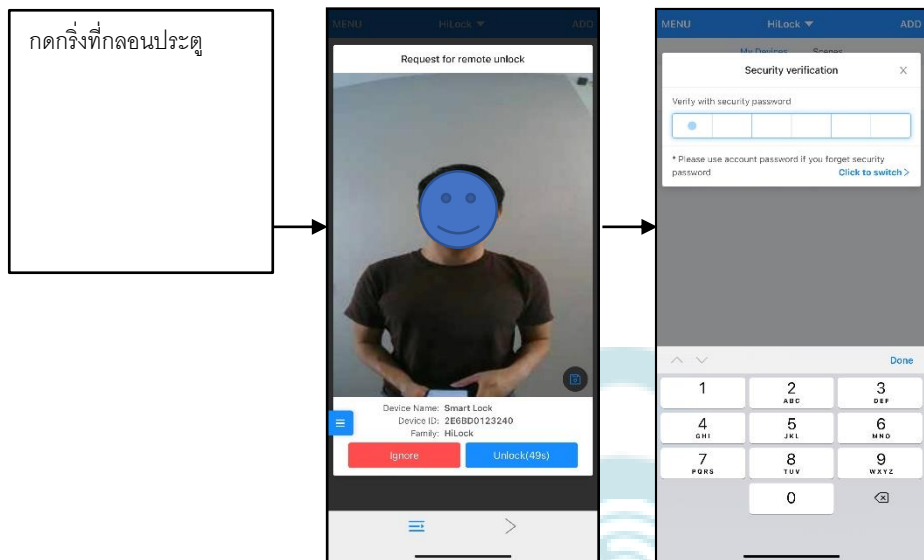 กดกริ่งที่กลอนประตู
MENU HiLock ▼ ADD
Request for remote unlock
Device Name: Smart Lock
Device ID: 2E6BD0123240
Family: HiLock
Ignore Unlock(49s)
MENU HiLock ▼ ADD
My Devices Scenes
Security verification X
Verify with security password
* Please use account password if you forget security
password Click to switch >
Done
1 2 3
ABC DEF
4 5 6
GHI JKL MNO
7 8 9
PQRS TUV WXYZ
0